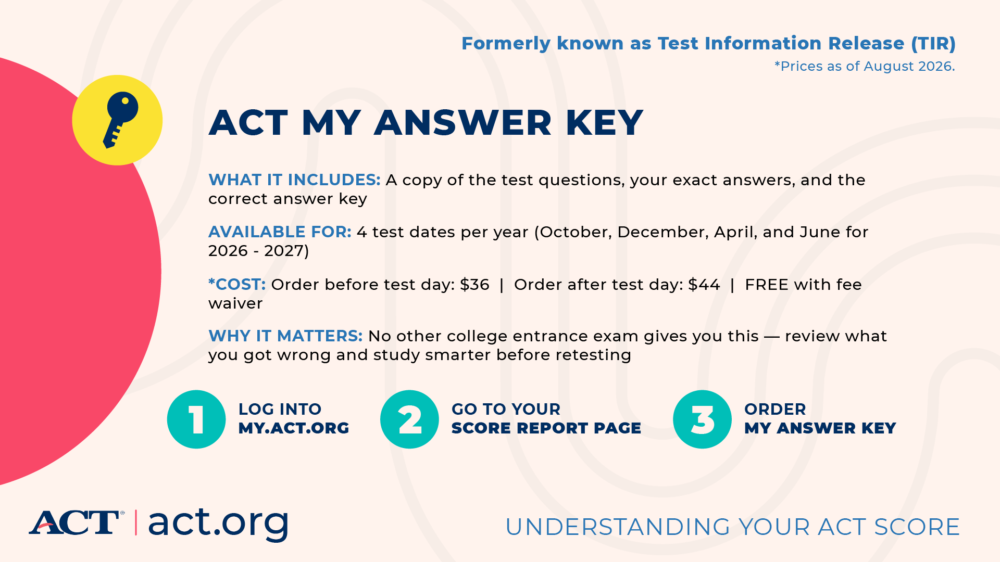 Formerly known as Test Information Release (TIR)
*Prices as of August 2026.
ACT MY ANSWER KEY
WHAT IT INCLUDES: A copy of the test questions, your exact answers, and the
correct answer key
AVAILABLE FOR: 4 test dates per year (October, December, April, and June for
2026 - 2027)
*COST: Order before test day: $36 | Order after test day: $44 | FREE with fee
waiver
WHY IT MATTERS: No other college entrance exam gives you this — review what
you got wrong and study smarter before retesting
1
LOG INTO
MY.ACT.ORG
2
GO TO YOUR
SCORE REPORT PAGE
3
ORDER
MY ANSWER KEY
ACT® | act.org
UNDERSTANDING YOUR ACT SCORE